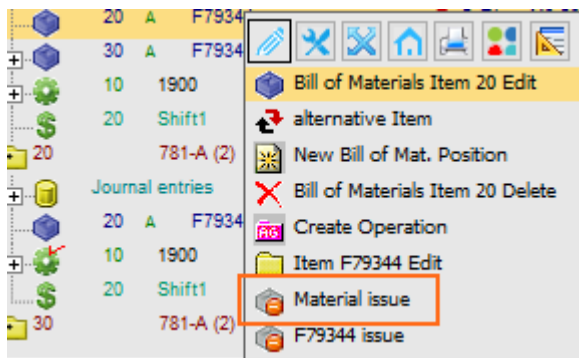 20 A F7934
30 A F7934
10 1900
20 Shift1
20 781-A (2)
Journal entries
20 A F7934
10 1900
20 Shift1
30 781-A (2)
Bill of Materials Item 20 Edit
alternative Item
New Bill of Mat. Position
Bill of Materials Item 20 Delete
AG Create Operation
Item F79344 Edit
Material issue
F79344 issue